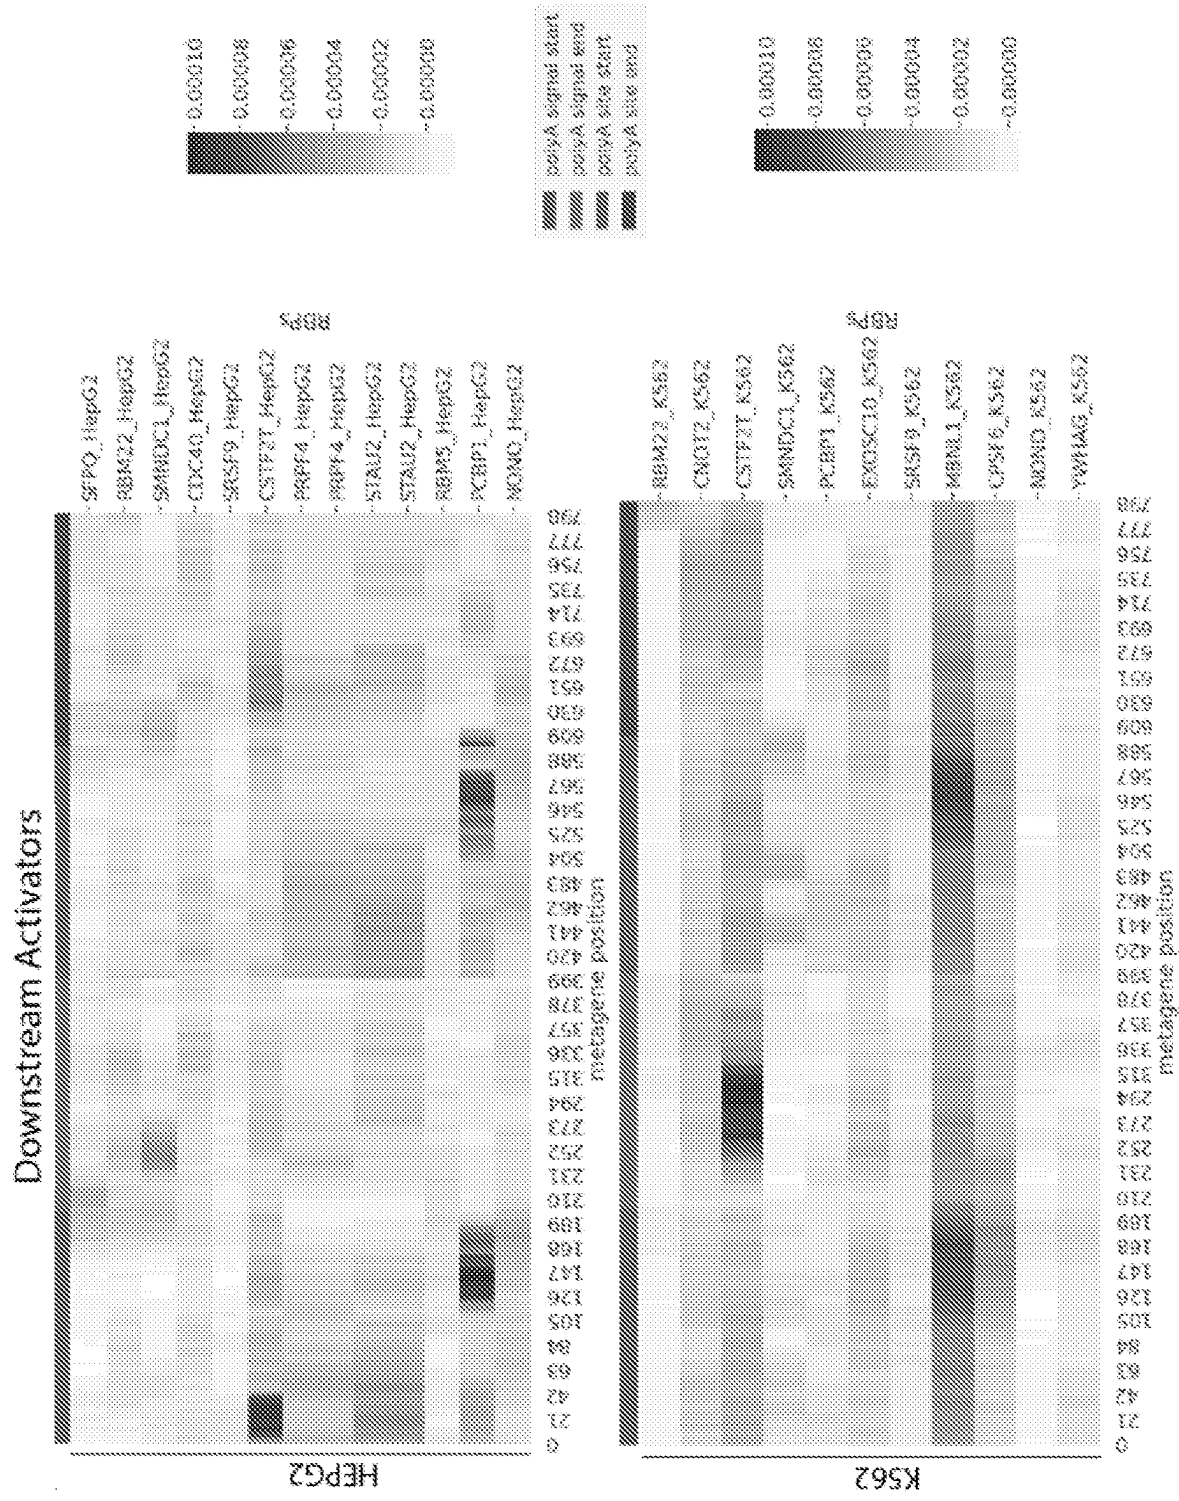 Downstream Activators
HEPG2
SFPQ_HepG2
RBM22_HepG2
SMNDC1_HepG2
CDC40_HepG2
SRSF9_HepG2
CSTF2T_HepG2
PRPF4_HepG2
PRPF4_HepG2
STAU2_HepG2
STAU2_HepG2
RBM5_HepG2
PCBP1_HepG2
NONO_HepG2
RBPs
0 21 42 63 84 105 126 147 168 189 210 231 252 273 294 315 336 357 378 399 420 441 462 483 504 525 546 567 588 609 630 651 672 693 714 735 756 777 798
metagene position
0.00010
0.00008
0.00006
0.00004
0.00002
0.00000
polyA signal start
polyA signal end
polyA site start
polyA site end
K562
RBM22_K562
CNOT2_K562
CSTF2T_K562
SMNDC1_K562
PCBP1_K562
EXOSC10_K562
SRSF9_K562
MBNL1_K562
CPSF6_K562
NONO_K562
YWHAG_K562
RBPs
0 21 42 63 84 105 126 147 168 189 210 231 252 273 294 315 336 357 378 399 420 441 462 483 504 525 546 567 588 609 630 651 672 693 714 735 756 777 798
metagene position
0.00010
0.00008
0.00006
0.00004
0.00002
0.00000